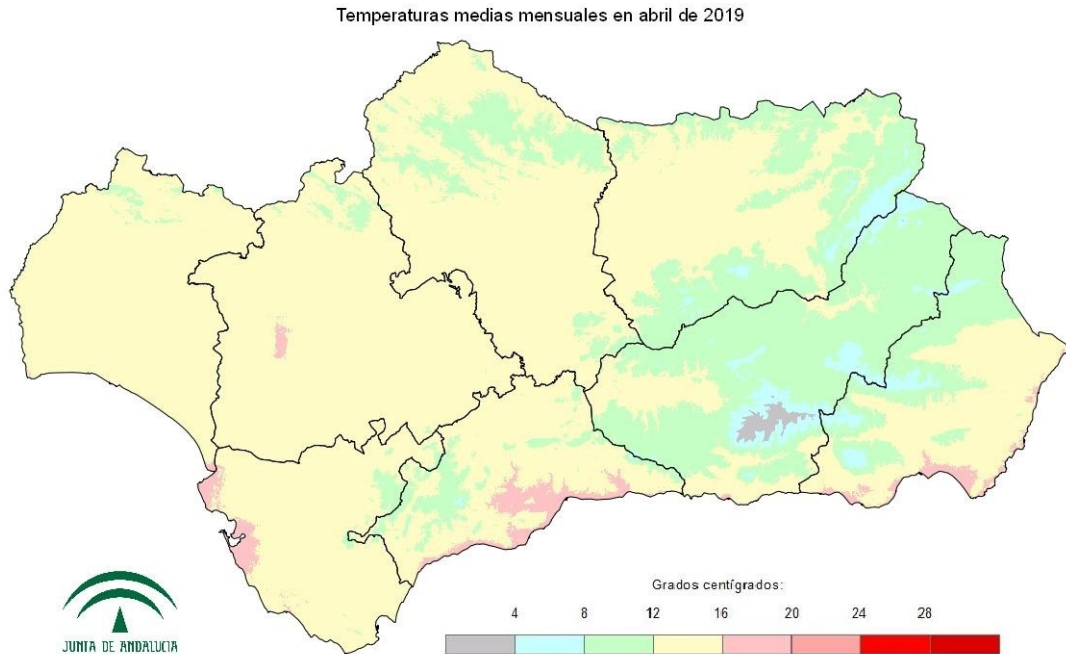 Temperaturas medias mensuales en abril de 2019
Grados centígrados:
4 8 12 16 20 24 28
JUNTA DE ANDALUCIA